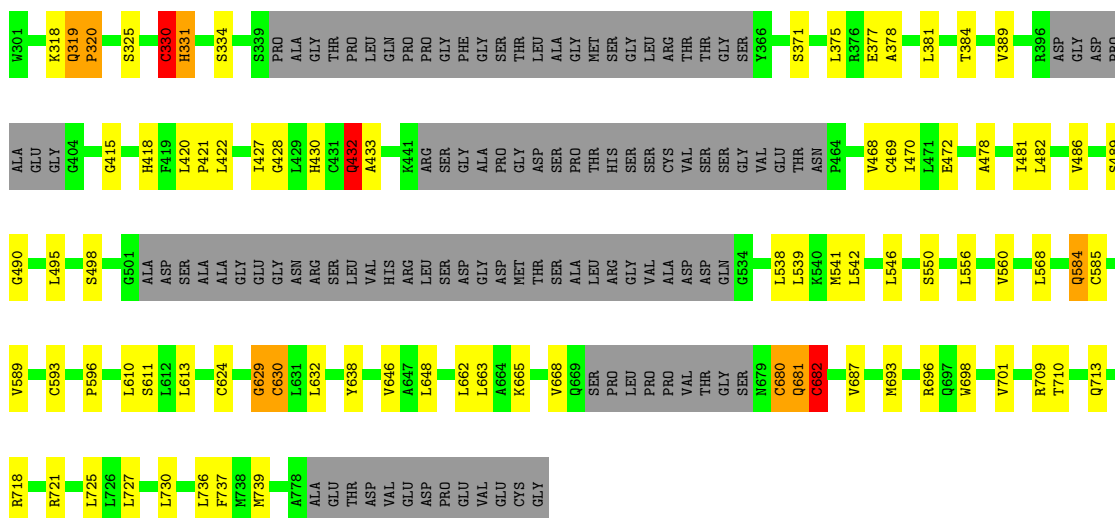 W301 K318 Q319 P320 S325 C330 H331 S334 S339 PRO ALA GLY THR PRO LEU GLN PRO PRO GLY PHE GLY SER THR LEU ALA GLY MET SER GLY LEU ARG THR THR GLY SER Y366 S371 L375 R376 E377 A378 L381 T384 V389 R396 ASP GLY ASP PRO
ALA GLU GLY G404 G415 H418 F419 L420 P421 L422 I427 G428 L429 H430 C431 Q432 A433 K441 ARG SER GLY ALA PRO GLY ASP SER PRO THR HIS SER SER CYS VAL SER SER GLY VAL GLU THR ASN P464 V468 C469 I470 L471 E472 A478 I481 L482 V486 S489
G490 L495 S498 G501 ALA ASP SER ALA ALA GLY GLU GLY ASN ARG SER LEU VAL HIS ARG LEU SER ASP GLY ASP MET THR SER ALA LEU ARG GLY VAL ALA ASP ASP GLN G534 L538 L539 K540 M541 L542 L546 S550 L556 V560 L568 Q584 C585
V589 C593 P596 L610 S611 L612 L613 C624 G629 C630 L631 L632 Y638 V646 A647 L648 L662 L663 A664 K665 V668 Q669 SER PRO LEU PRO PRO VAL THR GLY SER N679 C680 Q681 C682 V687 M693 R696 Q697 W698 V701 R709 T710 Q713
R718 R721 L725 L726 L727 L730 L736 F737 M738 M739 A778 ALA GLU THR ASP VAL GLU ASP PRO GLU VAL GLU CYS GLY